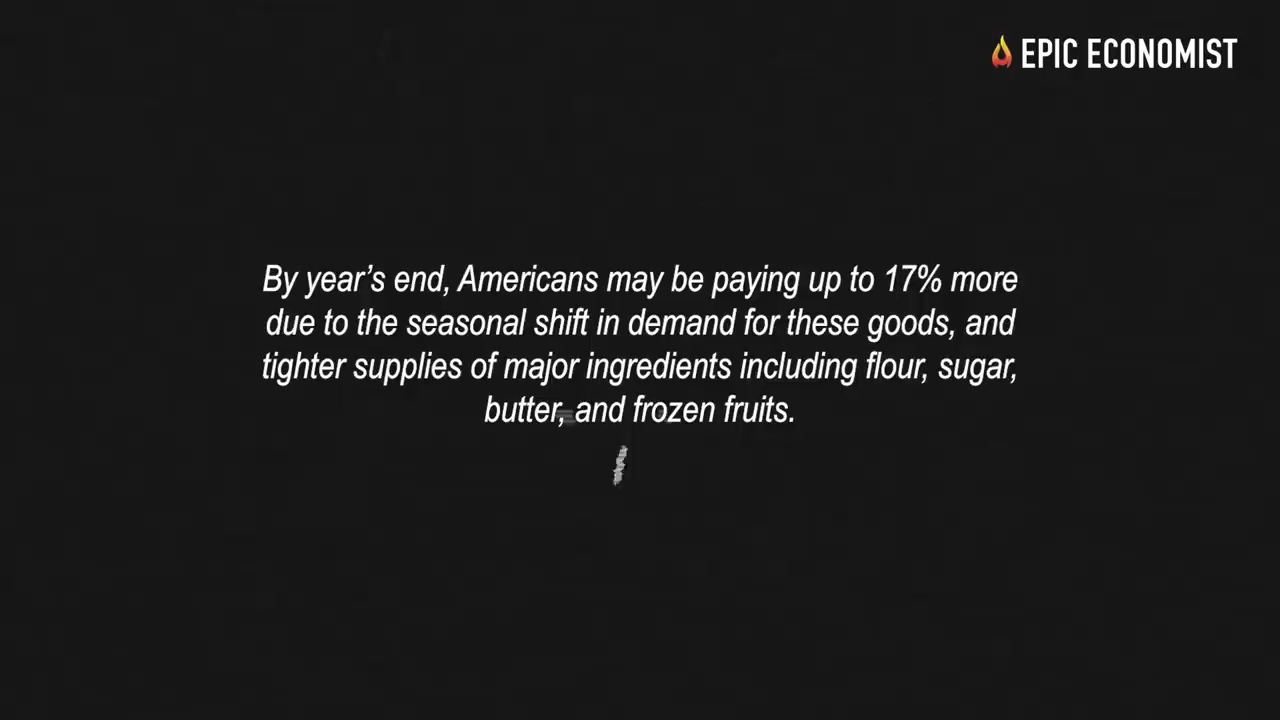 EPIC ECONOMIST
By year’s end, Americans may be paying up to 17% more
due to the seasonal shift in demand for these goods, and
tighter supplies of major ingredients including flour, sugar,
butter, and frozen fruits.